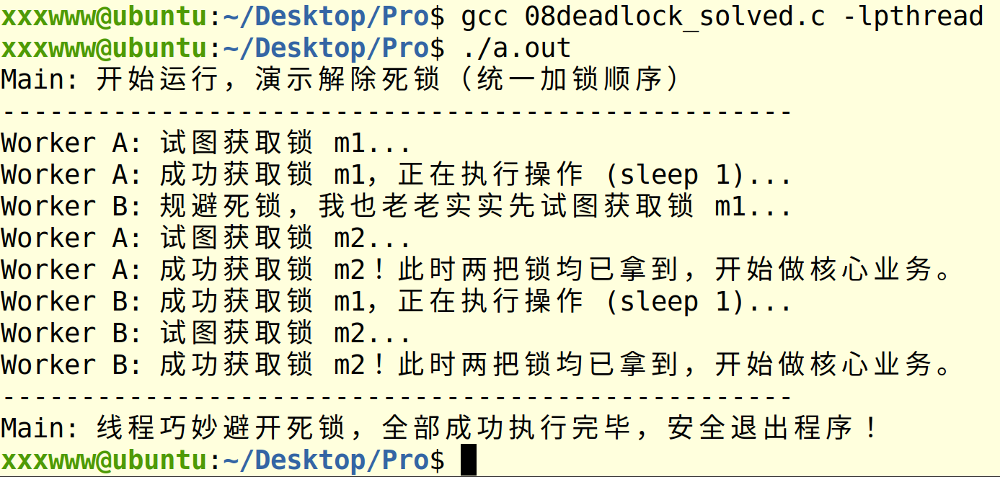 xxxwww@ubuntu:~/Desktop/Pro$ gcc 08deadlock_solved.c -lpthread
xxxwww@ubuntu:~/Desktop/Pro$ ./a.out
Main: 开始运行，演示解除死锁（统一加锁顺序）
--------------------------------------------------
Worker A: 试图获取锁 m1...
Worker A: 成功获取锁 m1，正在执行操作 (sleep 1)...
Worker B: 规避死锁，我也老老实实先试图获取锁 m1...
Worker A: 试图获取锁 m2...
Worker A: 成功获取锁 m2！此时两把锁均已拿到，开始做核心业务。
Worker B: 成功获取锁 m1，正在执行操作 (sleep 1)...
Worker B: 试图获取锁 m2...
Worker B: 成功获取锁 m2！此时两把锁均已拿到，开始做核心业务。
--------------------------------------------------
Main: 线程巧妙避开死锁，全部成功执行完毕，安全退出程序！
xxxwww@ubuntu:~/Desktop/Pro$